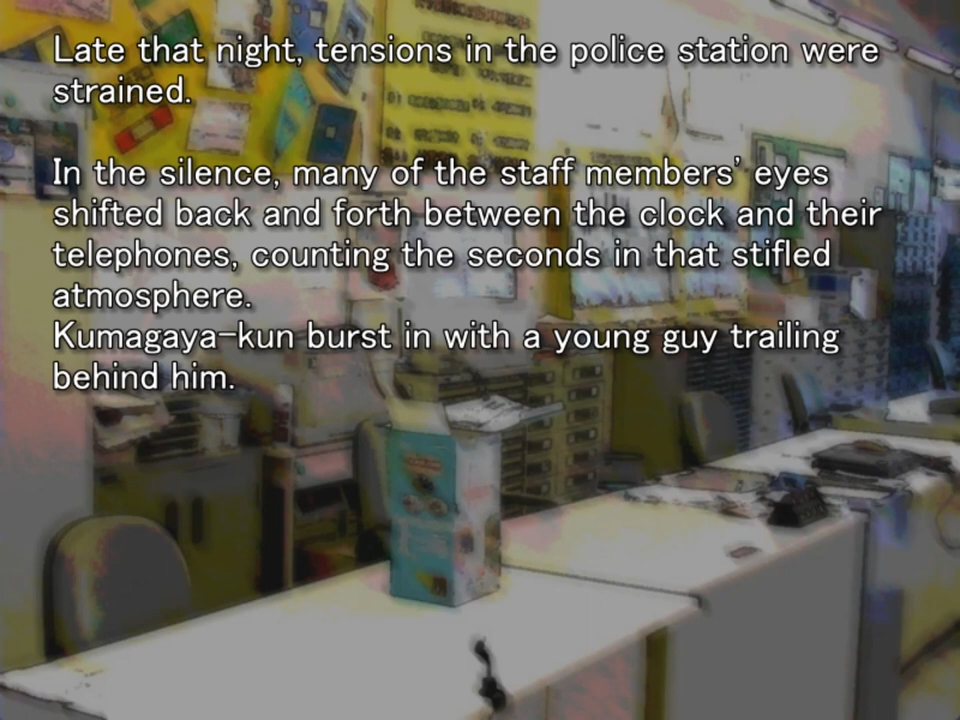 Late that night, tensions in the police station were
strained.
In the silence, many of the staff members' eyes
shifted back and forth between the clock and their
telephones, counting the seconds in that stifled
atmosphere.
Kumagaya-kun burst in with a young guy trailing
behind him.